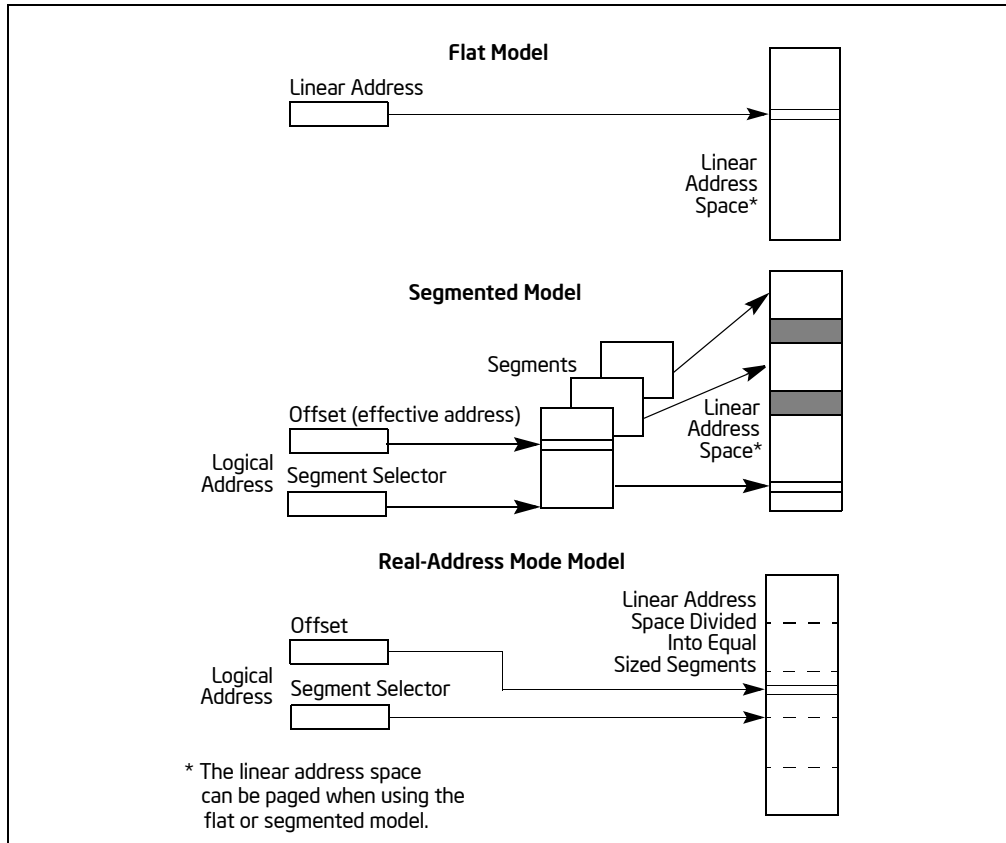 Flat Model
Linear Address
Linear
Address
Space*
Segmented Model
Segments
Offset (effective address)
Logical
Address
Segment Selector
Linear
Address
Space*
Real-Address Mode Model
Linear Address
Space Divided
Into Equal
Sized Segments
Offset
Logical
Address
Segment Selector
* The linear address space
can be paged when using the
flat or segmented model.